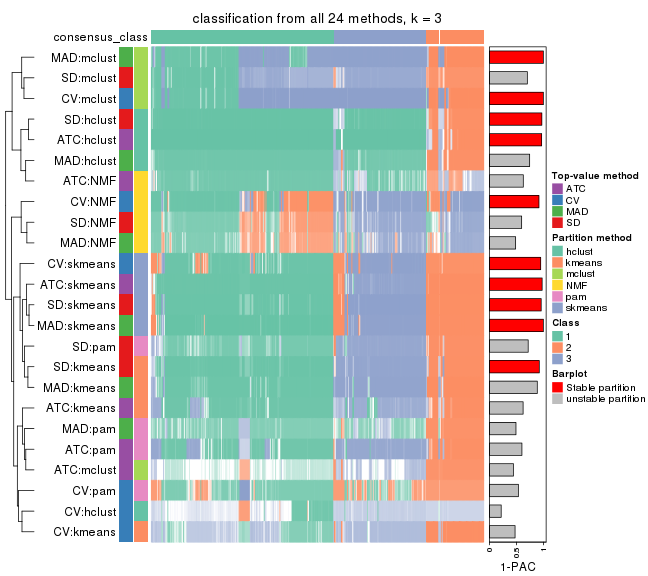 classification from all 24 methods, k = 3
consensus_class
MAD:mclust
SD:mclust
CV:mclust
SD:hclust
ATC:hclust
MAD:hclust
ATC:NMF
CV:NMF
SD:NMF
MAD:NMF
CV:skmeans
ATC:skmeans
SD:skmeans
MAD:skmeans
SD:pam
SD:kmeans
MAD:kmeans
ATC:kmeans
MAD:pam
ATC:pam
ATC:mclust
CV:pam
CV:hclust
CV:kmeans
0 0.5 1
1-PAC
Top-value method
ATC
CV
MAD
SD
Partition method
hclust
kmeans
mclust
NMF
pam
skmeans
Class
1
2
3
Barplot
Stable partition
unstable partition